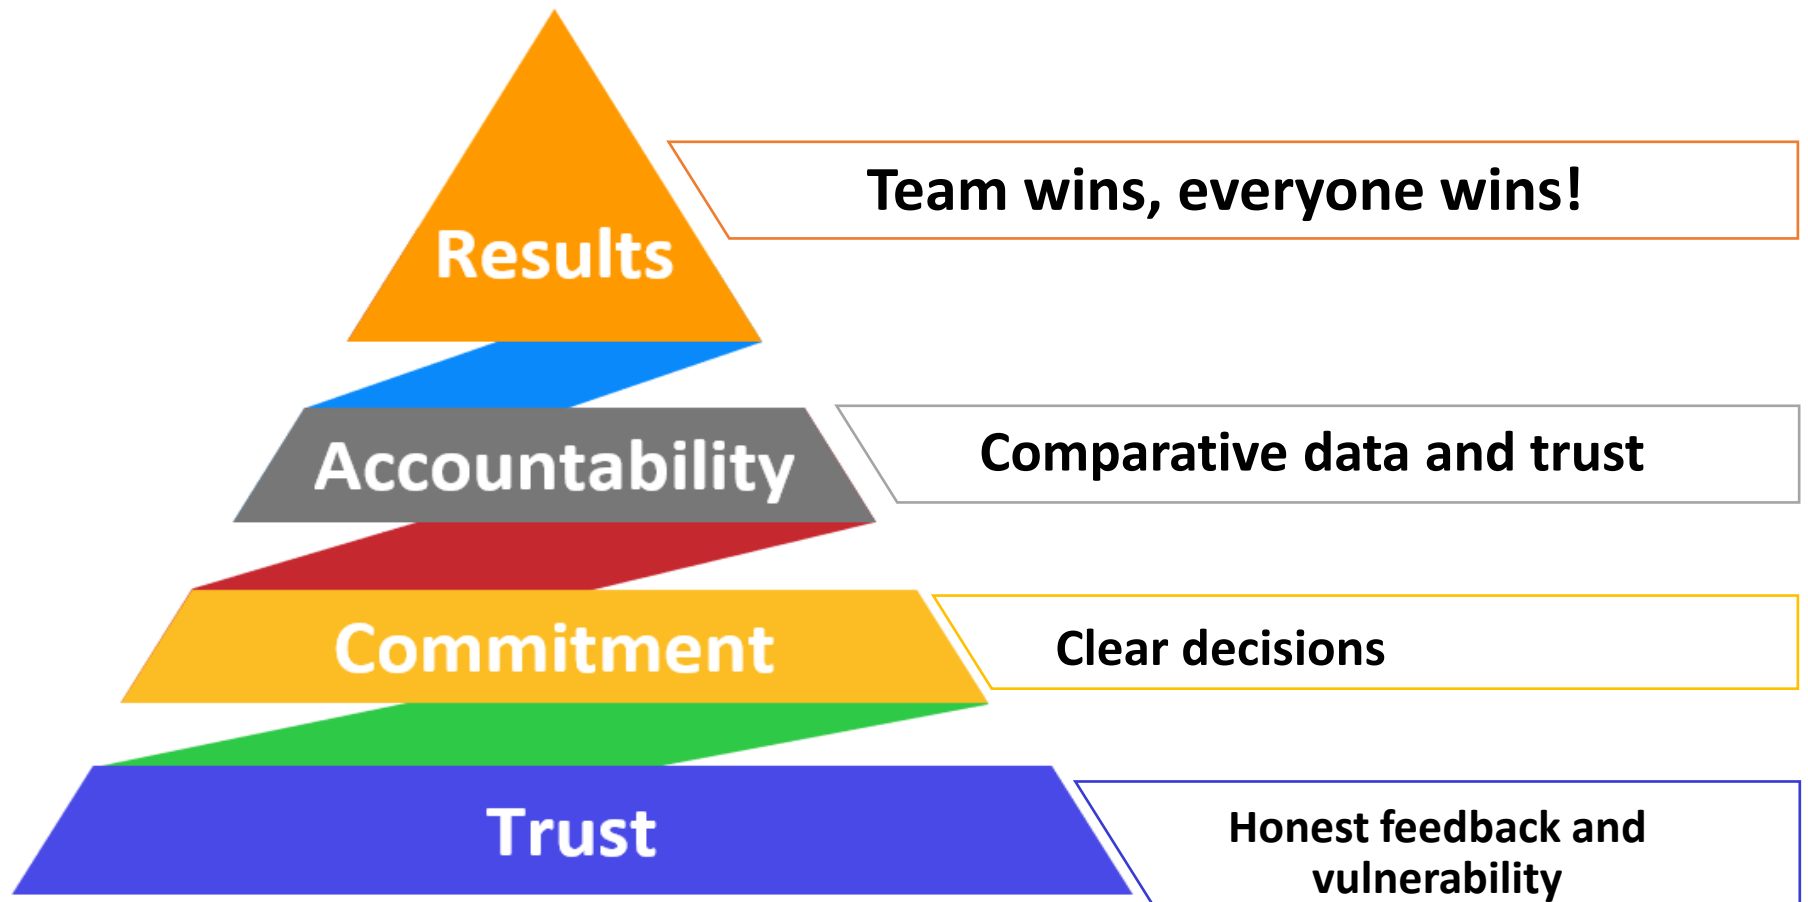 Results
Team wins, everyone wins!
Accountability
Comparative data and trust
Commitment
Clear decisions
Trust
Honest feedback and
vulnerability